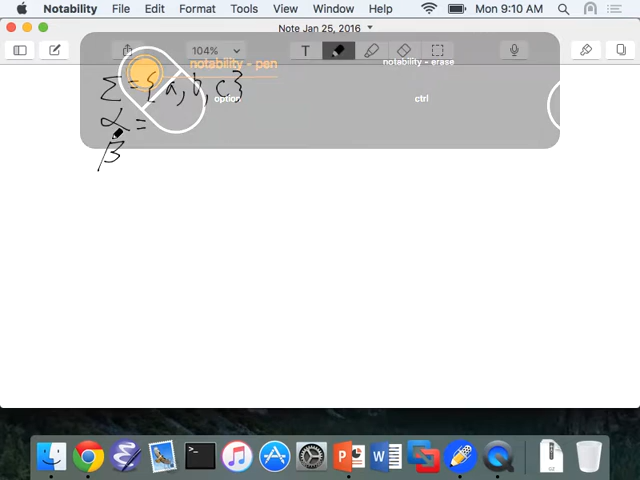 Notability File Edit Format Tools View Window Help Mon 9:10 AM
Note Jan 25, 2016
104% T
notability - pen notability - erase
Σ = { a, b, c }
option ctrl
α =
β